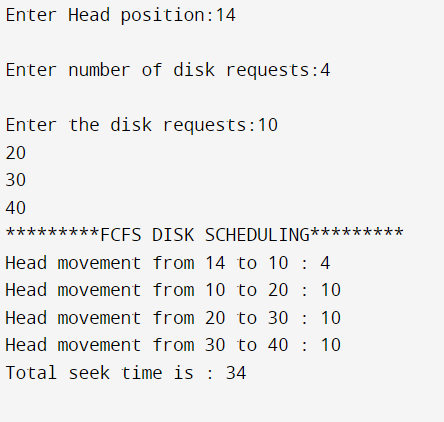 Enter Head position:14
Enter number of disk requests:4
Enter the disk requests:10
20
30
40
*********FCFS DISK SCHEDULING*********
Head movement from 14 to 10 : 4
Head movement from 10 to 20 : 10
Head movement from 20 to 30 : 10
Head movement from 30 to 40 : 10
Total seek time is : 34